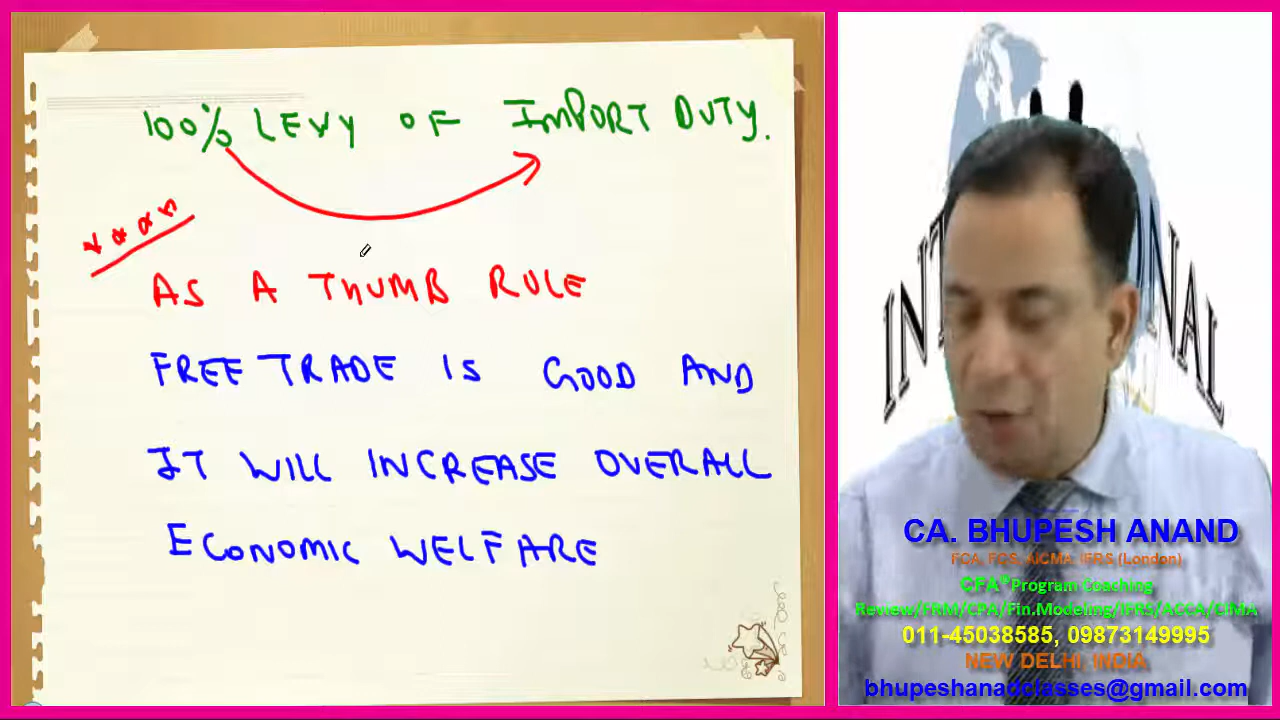 100% LEVY OF IMPORT DUTY.
AS A THUMB RULE
FREE TRADE IS GOOD AND
IT WILL INCREASE OVERALL
ECONOMIC WELFARE
CA. BHUPESH ANAND
FCA, FCS, AICMA, IFRS (London)
CFA® Program Coaching
Review/FRM/CPA/Fin.Modeling/IFRS/ACCA/CIMA
011-45038585, 09873149995
NEW DELHI, INDIA
bhupeshanadclasses@gmail.com